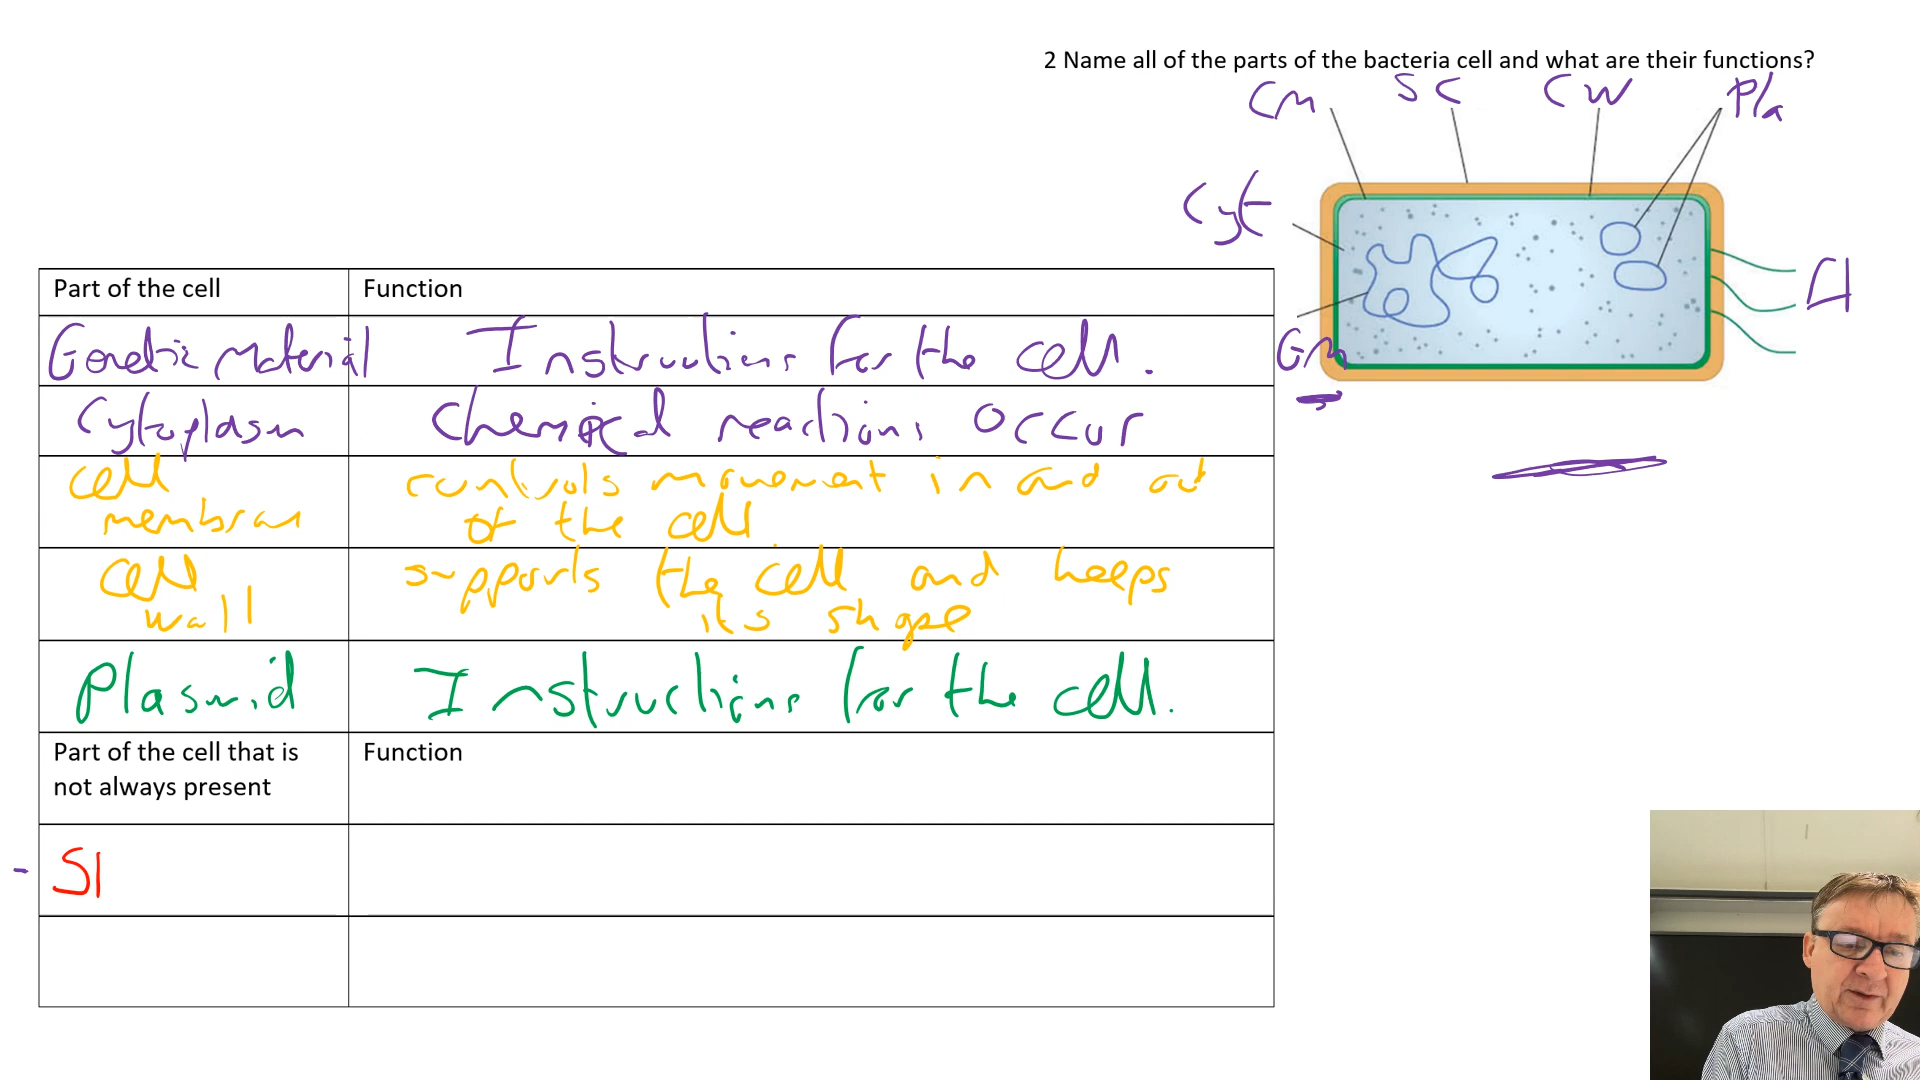 2 Name all of the parts of the bacteria cell and what are their functions?
CM SC CW Pla
Cyt
Fl
GM
Part of the cell Function
Genetic Material Instructions for the cell.
Cytoplasm Chemical reactions occur
cell membran controls movement in and out of the cell
cell wall supports the cell and keeps its shape
Plasmid Instructions for the cell.
Part of the cell that is not always present Function
Sl